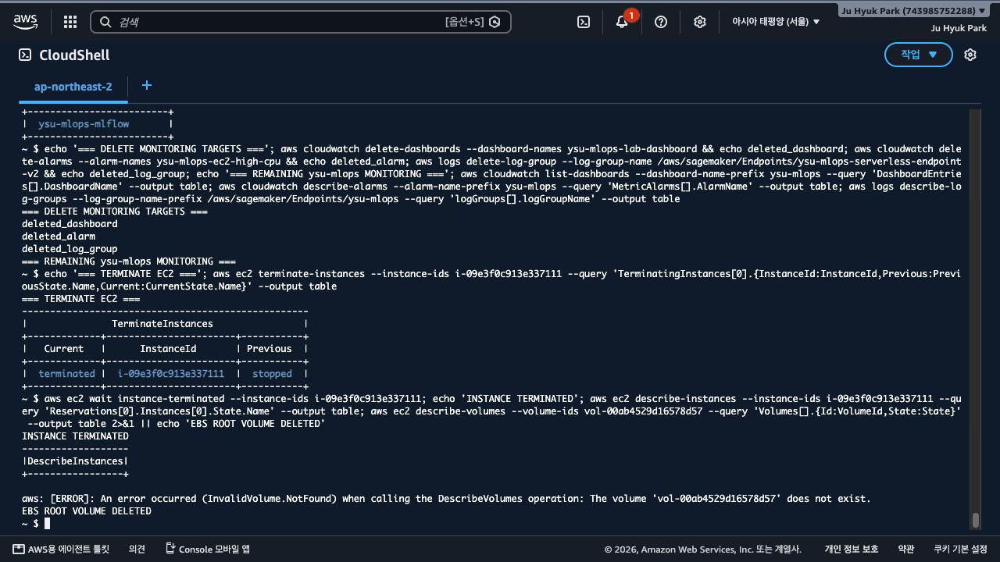 aws
검색
[옵션+S]
1
아시아 태평양 (서울)
Ju Hyuk Park (743985752288)
Ju Hyuk Park
CloudShell
작업
ap-northeast-2
+
+-------------------------+
|  ysu-mlops-mlflow       |
+-------------------------+
~ $ echo '=== DELETE MONITORING TARGETS ==='; aws cloudwatch delete-dashboards --dashboard-names ysu-mlops-lab-dashboard && echo deleted_dashboard; aws cloudwatch dele
te-alarms --alarm-names ysu-mlops-ec2-high-cpu && echo deleted_alarm; aws logs delete-log-group --log-group-name /aws/sagemaker/Endpoints/ysu-mlops-serverless-endpoint
-v2 && echo deleted_log_group; echo '=== REMAINING ysu-mlops MONITORING ==='; aws cloudwatch list-dashboards --dashboard-name-prefix ysu-mlops --query 'DashboardEntrie
s[].DashboardName' --output table; aws cloudwatch describe-alarms --alarm-name-prefix ysu-mlops --query 'MetricAlarms[].AlarmName' --output table; aws logs describe-lo
g-groups --log-group-name-prefix /aws/sagemaker/Endpoints/ysu-mlops --query 'logGroups[].logGroupName' --output table
=== DELETE MONITORING TARGETS ===
deleted_dashboard
deleted_alarm
deleted_log_group
=== REMAINING ysu-mlops MONITORING ===
~ $ echo '=== TERMINATE EC2 ==='; aws ec2 terminate-instances --instance-ids i-09e3f0c913e337111 --query 'TerminatingInstances[0].{InstanceId:InstanceId,Previous:Previ
ousState.Name,Current:CurrentState.Name}' --output table
=== TERMINATE EC2 ===
---------------------------------------------------
|               TerminateInstances                |
+-------------+-----------------------+-----------+
|   Current   |      InstanceId       | Previous  |
+-------------+-----------------------+-----------+
|  terminated |  i-09e3f0c913e337111  |  stopped  |
+-------------+-----------------------+-----------+
~ $ aws ec2 wait instance-terminated --instance-ids i-09e3f0c913e337111; echo 'INSTANCE TERMINATED'; aws ec2 describe-instances --instance-ids i-09e3f0c913e337111 --qu
ery 'Reservations[0].Instances[0].State.Name' --output table; aws ec2 describe-volumes --volume-ids vol-00ab4529d16578d57 --query 'Volumes[].{Id:VolumeId,State:State}'
 --output table 2>&1 || echo 'EBS ROOT VOLUME DELETED'
INSTANCE TERMINATED
-------------------
|DescribeInstances|
+-----------------+
aws: [ERROR]: An error occurred (InvalidVolume.NotFound) when calling the DescribeVolumes operation: The volume 'vol-00ab4529d16578d57' does not exist.
EBS ROOT VOLUME DELETED
~ $
AWS용 에이전트 툴킷
의견
Console 모바일 앱
© 2026, Amazon Web Services, Inc. 또는 계열사.
개인 정보 보호
약관
쿠키 기본 설정